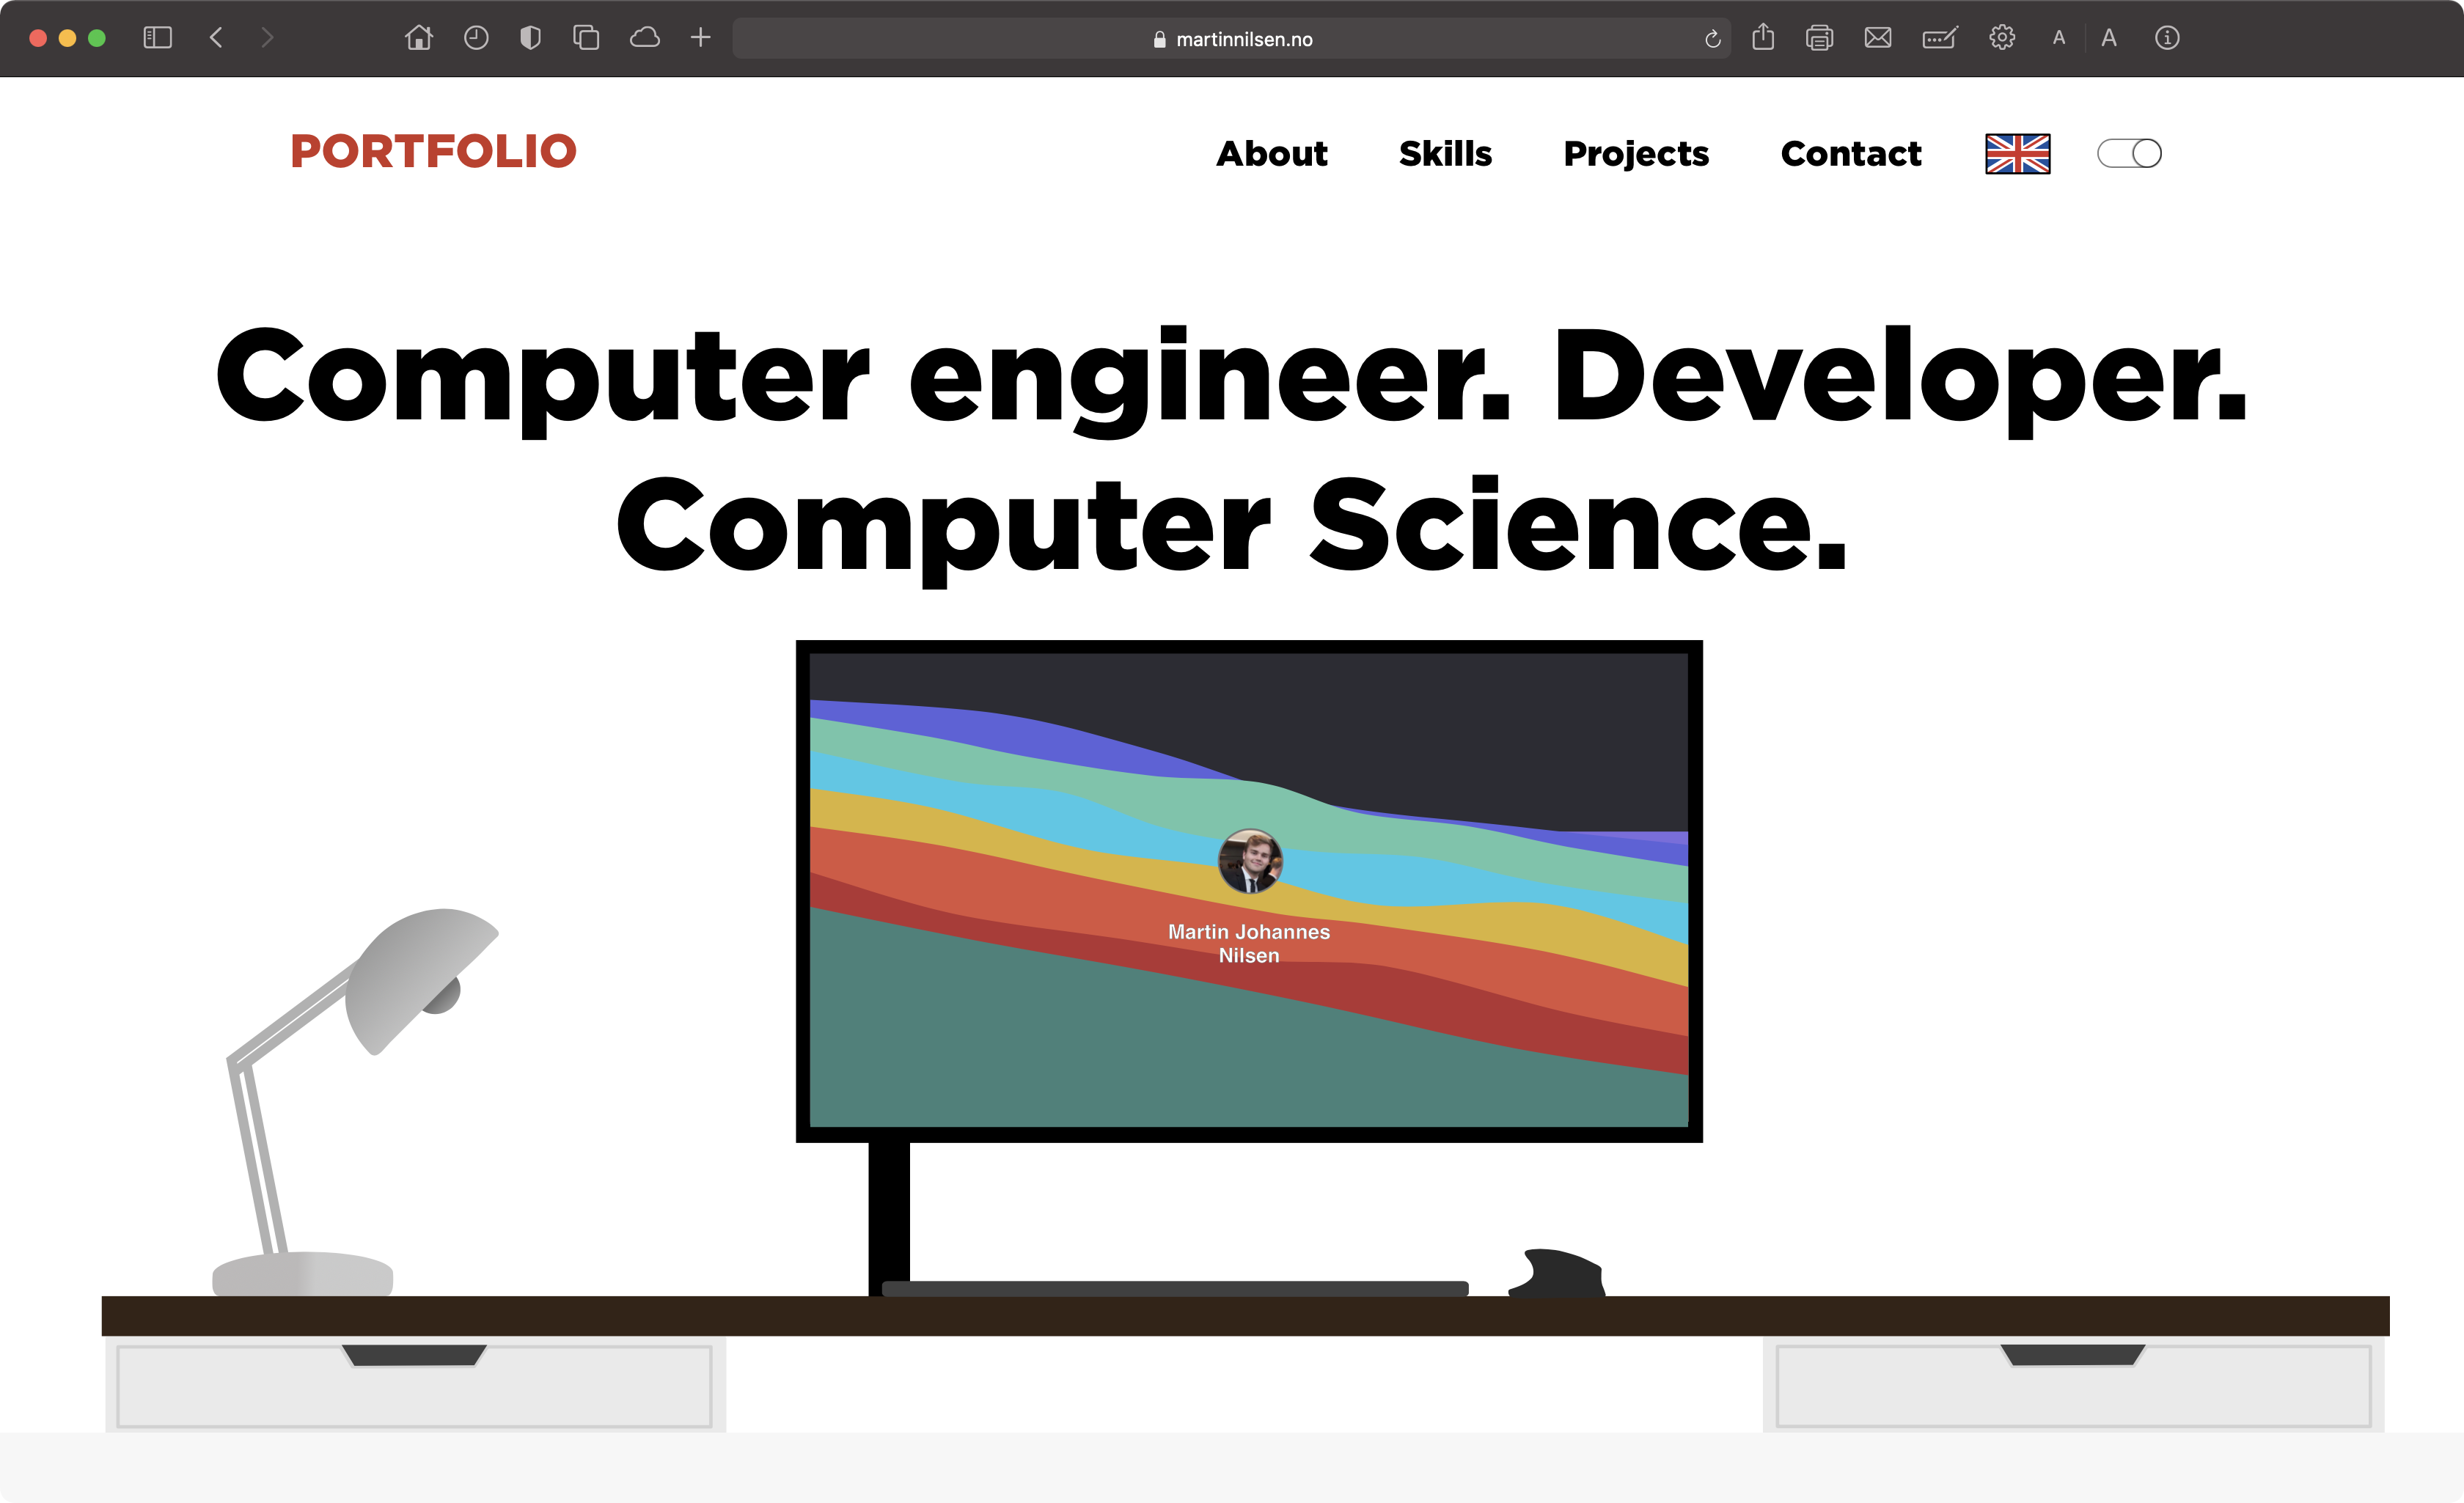 martinnilsen.no
A A
PORTFOLIO
About Skills Projects Contact
Computer engineer. Developer.
Computer Science.
Martin Johannes
Nilsen